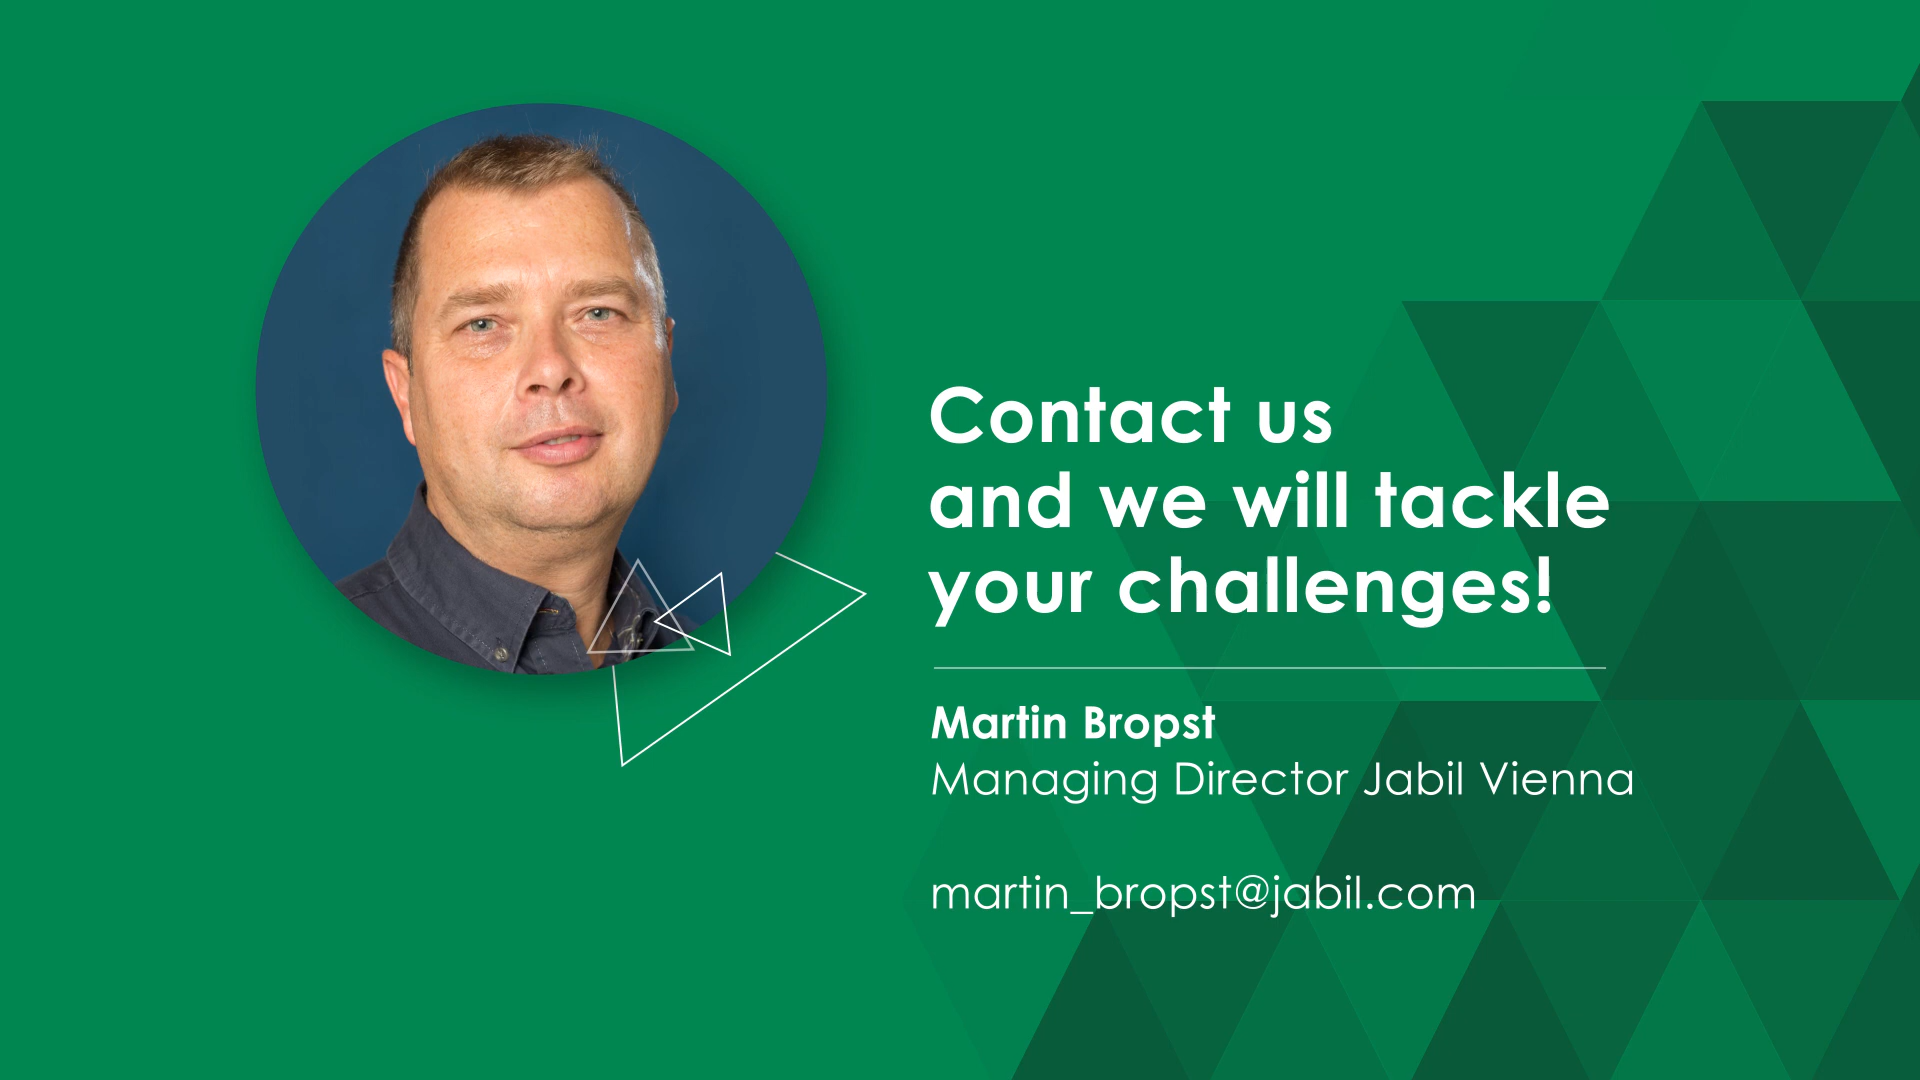 Contact us
and we will tackle
your challenges!
Martin Bropst
Managing Director Jabil Vienna
martin_bropst@jabil.com